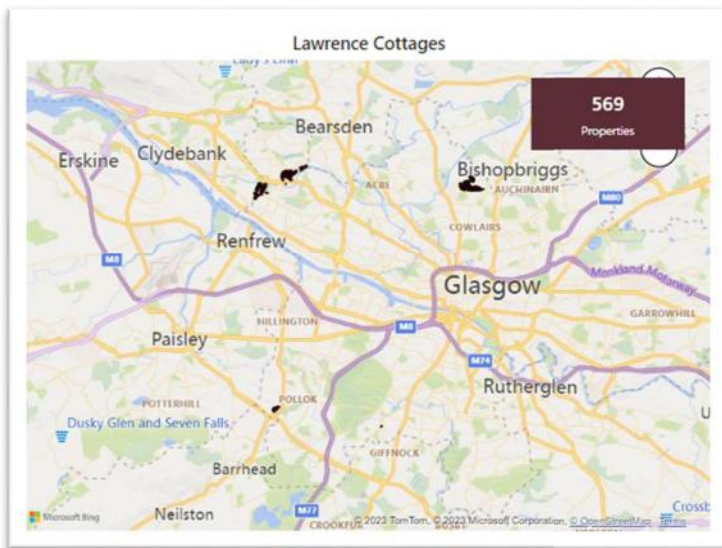 Lawrence Cottages
569
Properties
Bearsden
Erskine
Clydebank
Bishopbriggs
ACRE
AUCHINAIRN
M80
COWLAIRS
Renfrew
M8
Glasgow
Monkland Motorway
GARROWHILL
HILLINGTON
M8
Paisley
M74
Rutherglen
POTTERHILL
POLLOK
Dusky Glen and Seven Falls
GIFFNOCK
Barrhead
Neilston
M77
Microsoft Bing
© 2023 TomTom, © 2023 Microsoft Corporation, © OpenStreetMap Terms